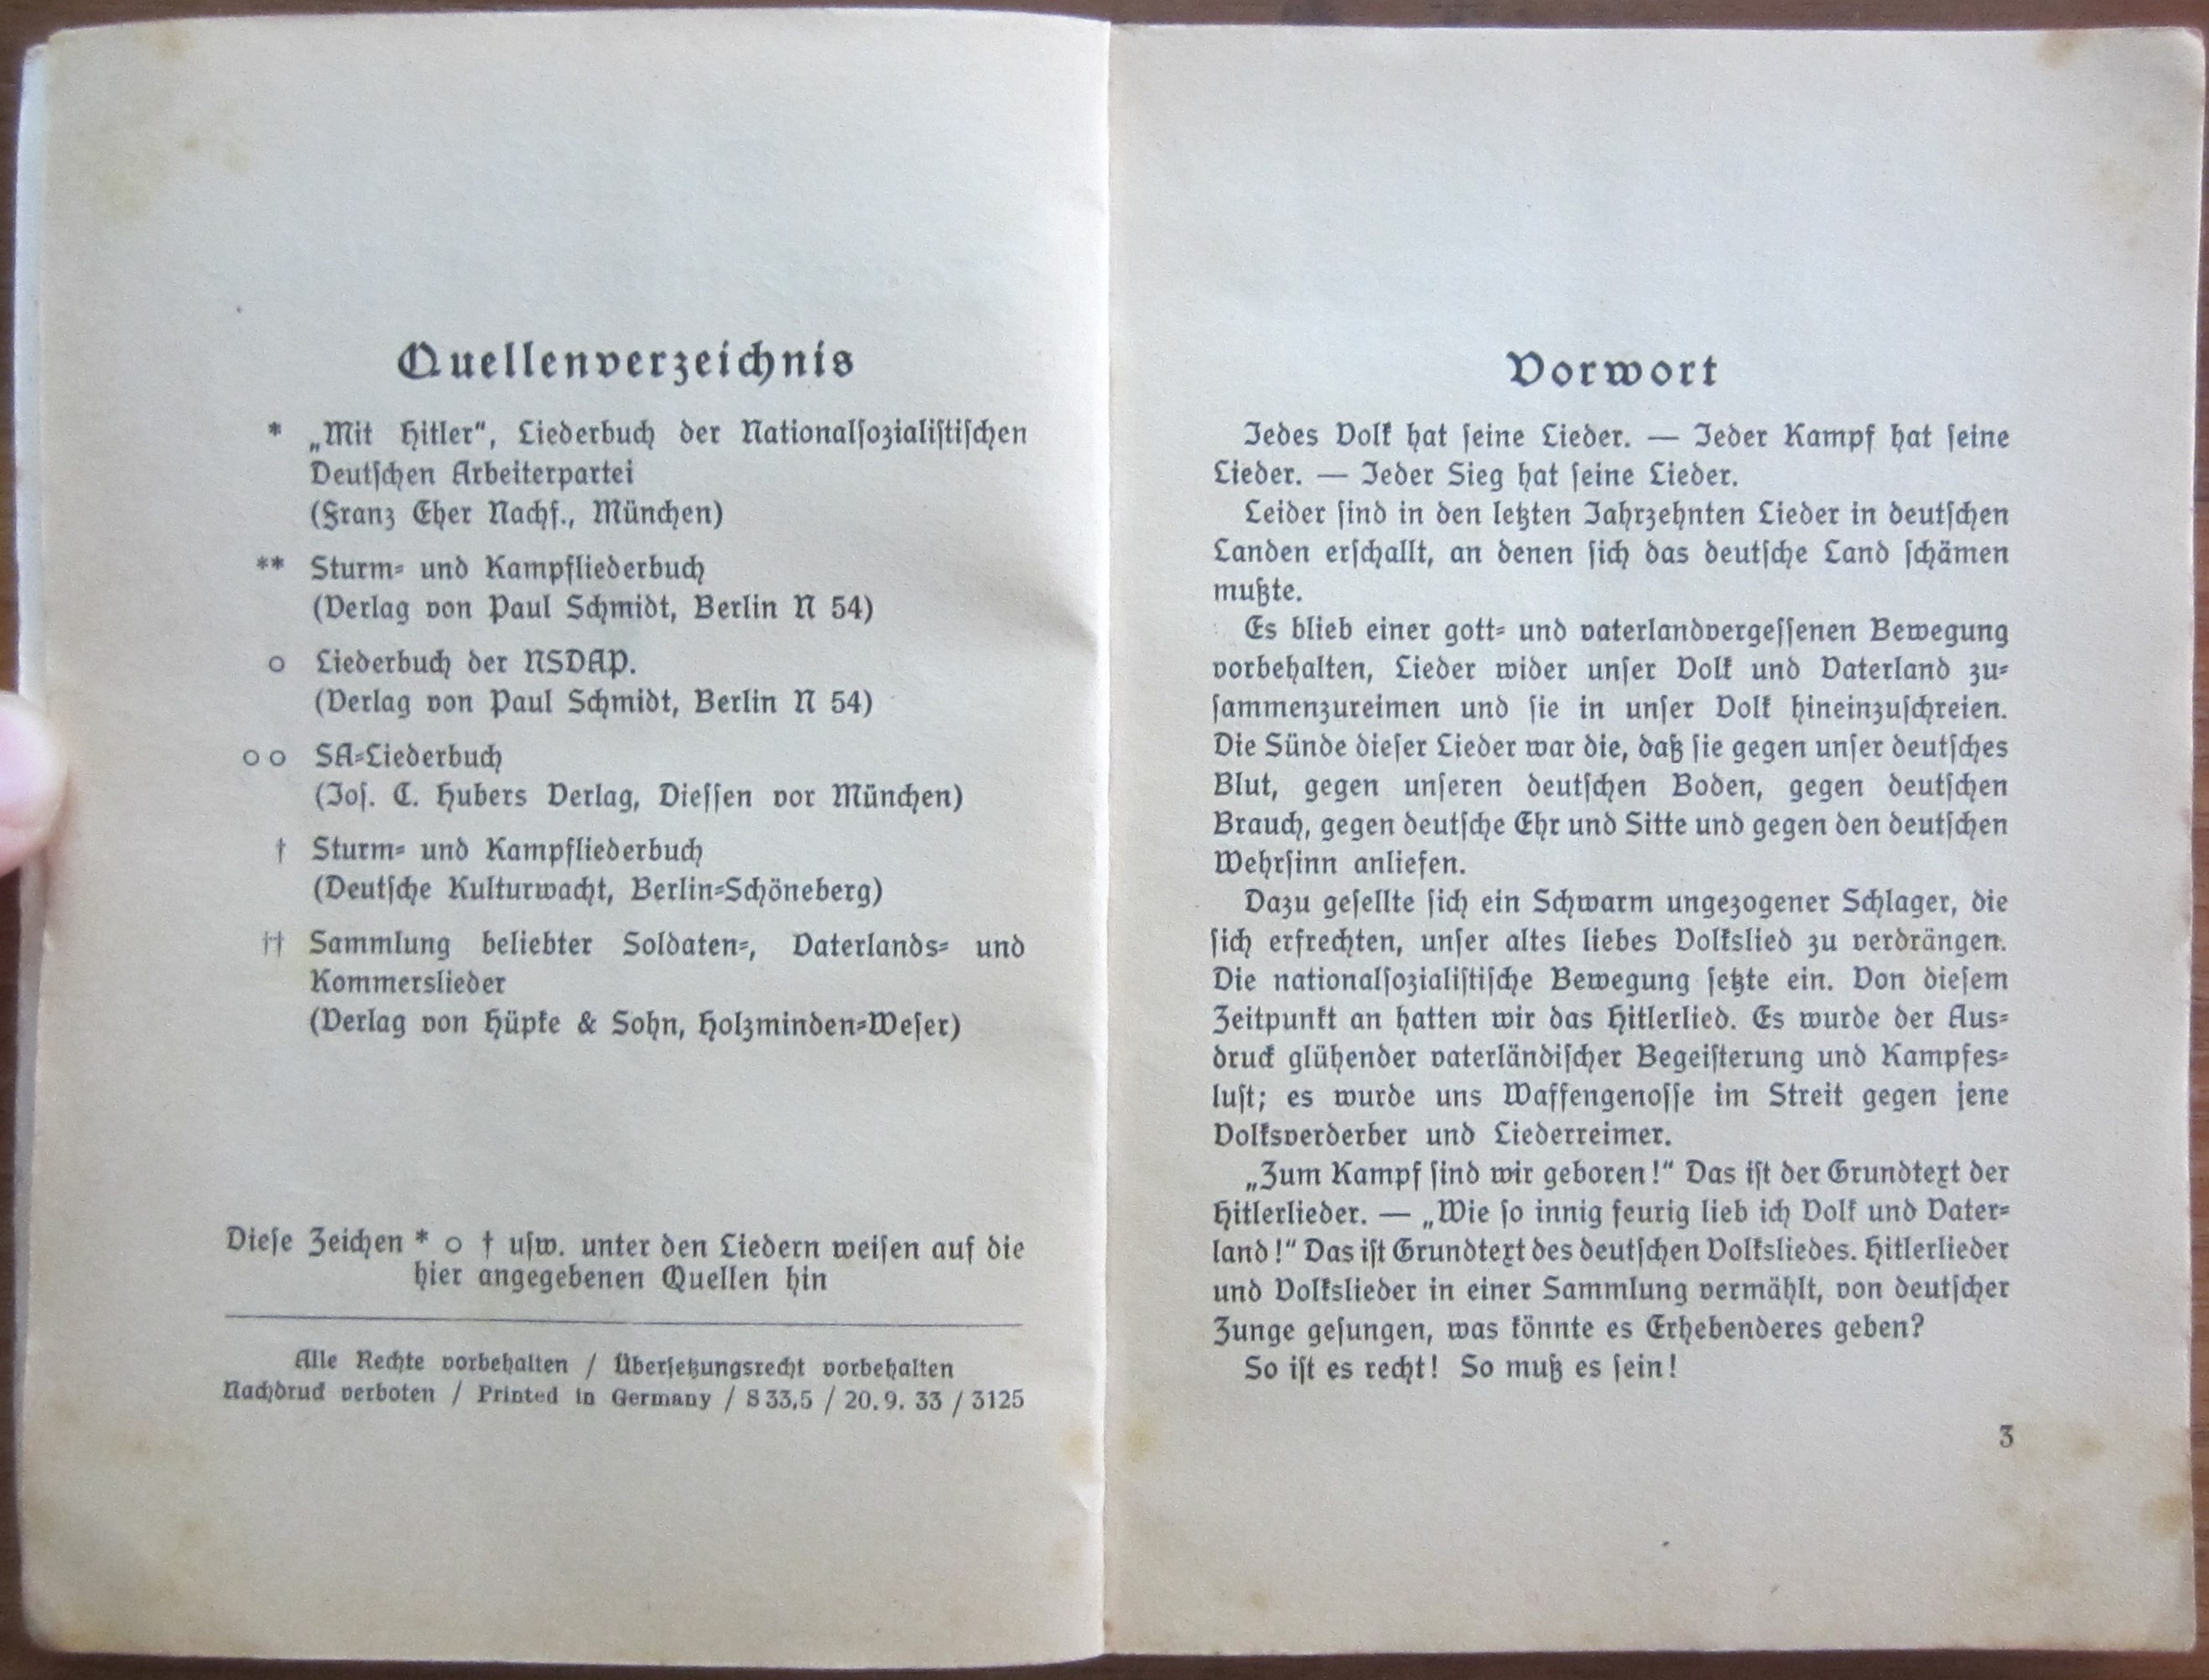 Quellenverzeichnis
* „Mit Hitler“, Liederbuch der Nationalſozialiſtiſchen
Deutſchen Arbeiterpartei
(Franz Eher Nachf., München)
** Sturm- und Kampfliederbuch
(Verlag von Paul Schmidt, Berlin N 54)
o Liederbuch der NSDAP.
(Verlag von Paul Schmidt, Berlin N 54)
o o SA-Liederbuch
(Joſ. C. Hubers Verlag, Dieſſen vor München)
† Sturm- und Kampfliederbuch
(Deutſche Kulturwacht, Berlin-Schöneberg)
†† Sammlung beliebter Soldaten-, Vaterlands- und
Kommerslieder
(Verlag von Hüpke & Sohn, Holzminden-Weſer)
Dieſe Zeichen * o † uſw. unter den Liedern weiſen auf die
hier angegebenen Quellen hin
Alle Rechte vorbehalten / Überſetzungsrecht vorbehalten
Nachdruck verboten / Printed in Germany / S 33,5 / 20. 9. 33 / 3125
Vorwort
Jedes Volk hat ſeine Lieder. — Jeder Kampf hat ſeine
Lieder. — Jeder Sieg hat ſeine Lieder.
Leider ſind in den letzten Jahrzehnten Lieder in deutſchen
Landen erſchallt, an denen ſich das deutſche Land ſchämen
mußte.
Es blieb einer gott- und vaterlandvergeſſenen Bewegung
vorbehalten, Lieder wider unſer Volk und Vaterland zu-
ſammenzureimen und ſie in unſer Volk hineinzuſchreien.
Die Sünde dieſer Lieder war die, daß ſie gegen unſer deutſches
Blut, gegen unſeren deutſchen Boden, gegen deutſchen
Brauch, gegen deutſche Ehr und Sitte und gegen den deutſchen
Wehrſinn anliefen.
Dazu geſellte ſich ein Schwarm ungezogener Schlager, die
ſich erfrechten, unſer altes liebes Volkslied zu verdrängen.
Die nationalſozialiſtiſche Bewegung ſetzte ein. Von dieſem
Zeitpunkt an hatten wir das Hitlerlied. Es wurde der Aus-
druck glühender vaterländiſcher Begeiſterung und Kampfes-
luſt; es wurde uns Waffengenoſſe im Streit gegen jene
Volksverderber und Liederreimer.
„Zum Kampf ſind wir geboren!“ Das iſt der Grundtext der
Hitlerlieder. — „Wie ſo innig feurig lieb ich Volk und Vater-
land!“ Das iſt Grundtext des deutſchen Volksliedes. Hitlerlieder
und Volkslieder in einer Sammlung vermählt, von deutſcher
Zunge geſungen, was könnte es Erhebenderes geben?
So iſt es recht! So muß es ſein!
3